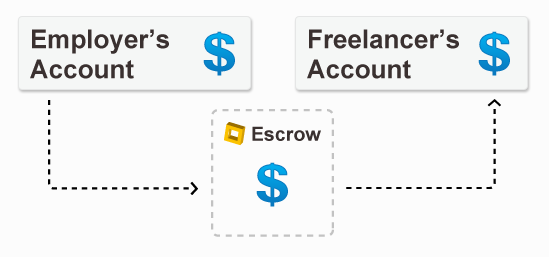 Employer's
Account
$
Freelancer's
Account
$
Escrow
$